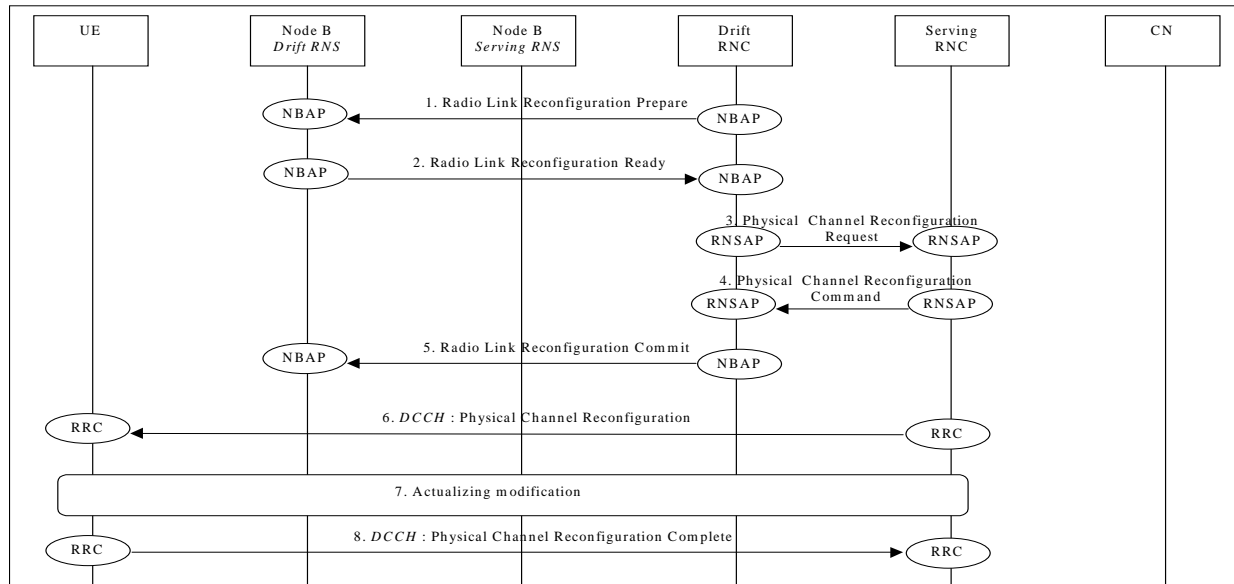 UE
Node B
Drift RNS
Node B
Serving RNS
Drift
RNC
Serving
RNC
CN
1. Radio Link Reconfiguration Prepare
NBAP
NBAP
2. Radio Link Reconfiguration Ready
NBAP
NBAP
3. Physical Channel Reconfiguration
Request
RNSAP
RNSAP
4. Physical Channel Reconfiguration
Command
RNSAP
RNSAP
5. Radio Link Reconfiguration Commit
NBAP
NBAP
6. DCCH : Physical Channel Reconfiguration
RRC
RRC
7. Actualizing modification
8. DCCH : Physical Channel Reconfiguration Complete
RRC
RRC